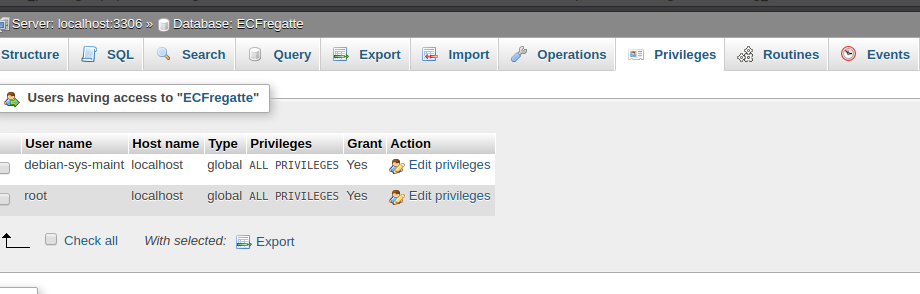 Server: localhost:3306 » Database: ECFregatte
Structure SQL Search Query Export Import Operations Privileges Routines Events
Users having access to "ECFregatte"
User name Host name Type Privileges Grant Action
debian-sys-maint localhost global ALL PRIVILEGES Yes Edit privileges
root localhost global ALL PRIVILEGES Yes Edit privileges
Check all With selected: Export